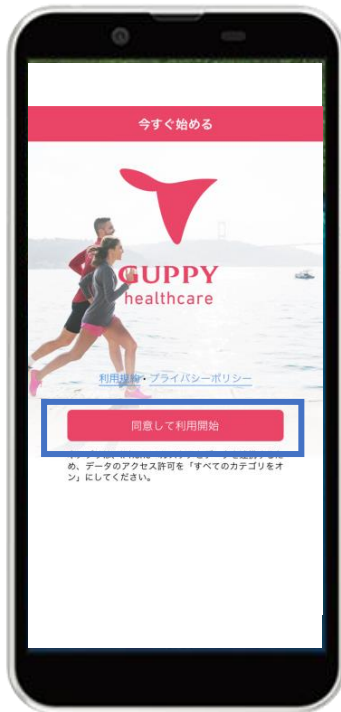 今すぐ始める
GUPPY
healthcare
利用規約・プライバシーポリシー
同意して利用開始
め、データのアクセス許可を「すべてのカテゴリをオ
ン」にしてください。